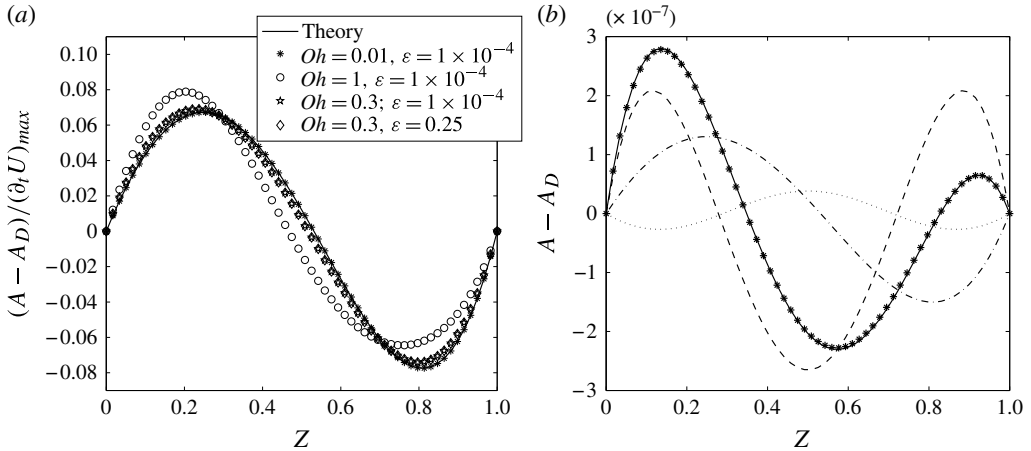 (a)
(b)
(× 10⁻⁷)
Theory
Oh = 0.01, ε = 1 × 10⁻⁴
Oh = 1, ε = 1 × 10⁻⁴
Oh = 0.3; ε = 1 × 10⁻⁴
Oh = 0.3, ε = 0.25
(A − A_D)/(∂_t U)_max
0.10
0.08
0.06
0.04
0.02
0
−0.02
−0.04
−0.06
−0.08
0 0.2 0.4 0.6 0.8 1.0
Z
A − A_D
3
2
1
0
−1
−2
−3
0 0.2 0.4 0.6 0.8 1.0
Z